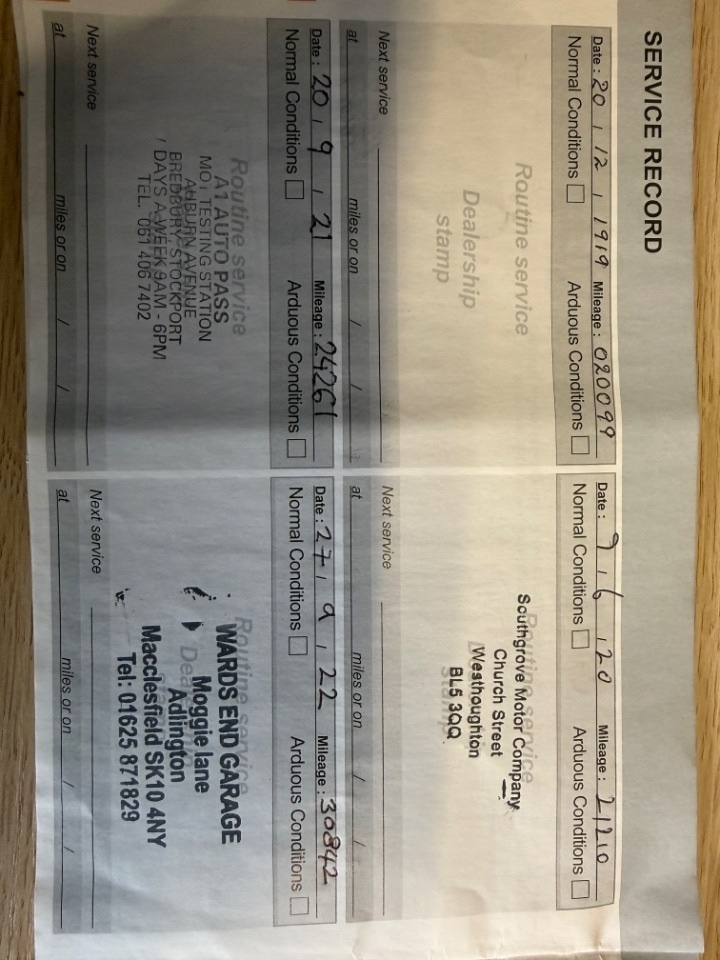 SERVICE RECORD
Date : 20 / 12 / 1919 Mileage : 020099
Normal Conditions Arduous Conditions
Routine service
Dealership
stamp
Next service
at miles or on / /
Date : 9 / 6 / 20 Mileage : 21210
Normal Conditions Arduous Conditions
Routine service
Southgrove Motor Company
Church Street
Westhoughton
BL5 3QQ
Next service
at miles or on / /
Date : 20 / 9 / 21 Mileage : 24261
Normal Conditions Arduous Conditions
Routine service
A1 AUTO PASS
MOT TESTING STATION
AUBURN AVENUE
BREDBURY STOCKPORT
7 DAYS A WEEK 9AM - 6PM
TEL: 061 406 7402
Next service
at miles or on / /
Date : 27 / 9 / 22 Mileage : 30842
Normal Conditions Arduous Conditions
Routine service
WARDS END GARAGE
Moggie lane
Adlington
Macclesfield SK10 4NY
Tel: 01625 871829
Next service
at miles or on / /